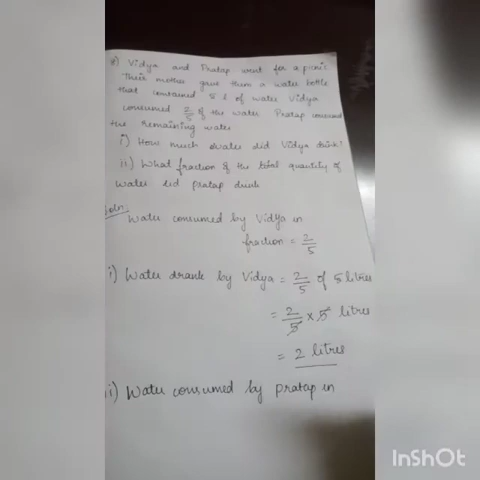 8) Vidya and Pratap went for a picnic.
Their mother gave them a water bottle
that contained 5 l of water. Vidya
consumed 2/5 of the water. Pratap consumed
the remaining water
i) How much water did Vidya drink?
ii) What fraction of the total quantity of
water did pratap drink
Soln:
Water consumed by Vidya in
fraction = 2/5
i) Water drank by Vidya = 2/5 of 5 litres
= 2/5 x 5 litres
= 2 litres
ii) Water consumed by pratap in
InShOt